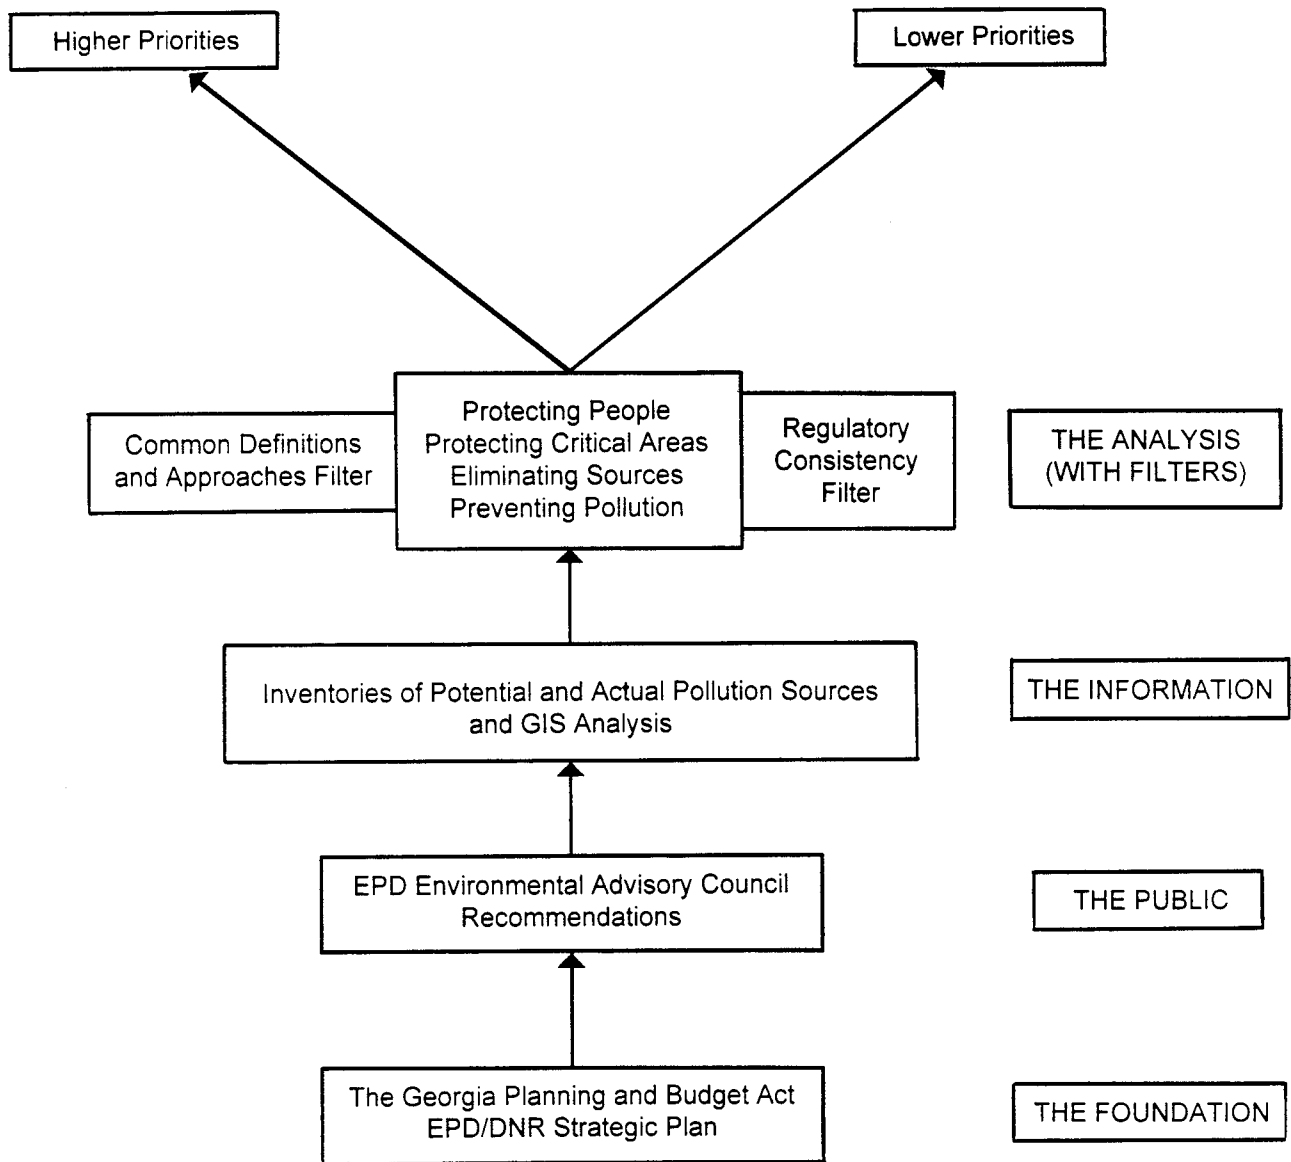 Higher Priorities
Lower Priorities
Common Definitions
and Approaches Filter
Protecting People
Protecting Critical Areas
Eliminating Sources
Preventing Pollution
Regulatory
Consistency
Filter
THE ANALYSIS
(WITH FILTERS)
Inventories of Potential and Actual Pollution Sources
and GIS Analysis
THE INFORMATION
EPD Environmental Advisory Council
Recommendations
THE PUBLIC
The Georgia Planning and Budget Act
EPD/DNR Strategic Plan
THE FOUNDATION